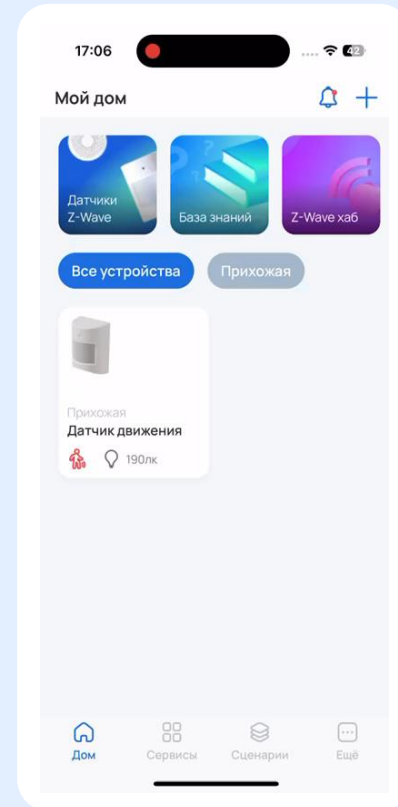 17:06
42
Мой дом
Датчики
Z-Wave
База знаний
Z-Wave хаб
Все устройства
Прихожая
Прихожая
Датчик движения
190лк
Дом
Сервисы
Сценарии
Ещё